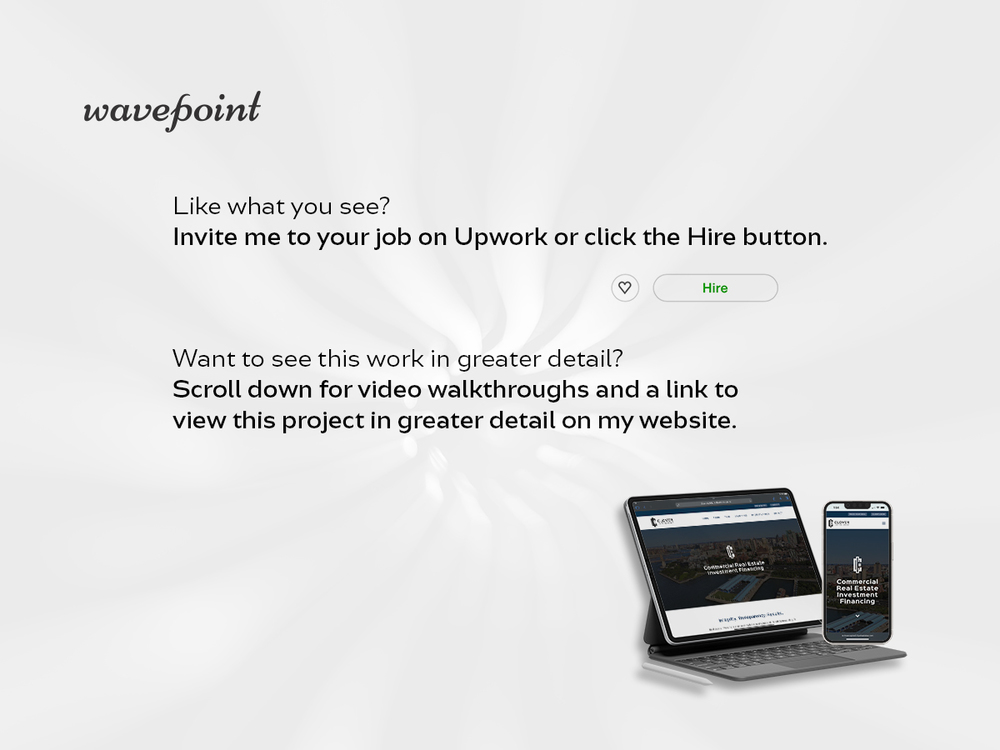 wavepoint
Like what you see?
Invite me to your job on Upwork or click the Hire button.
Hire
Want to see this work in greater detail?
Scroll down for video walkthroughs and a link to
view this project in greater detail on my website.
Commercial Real Estate
Investment Financing
Commercial
Real Estate
Investment
Financing